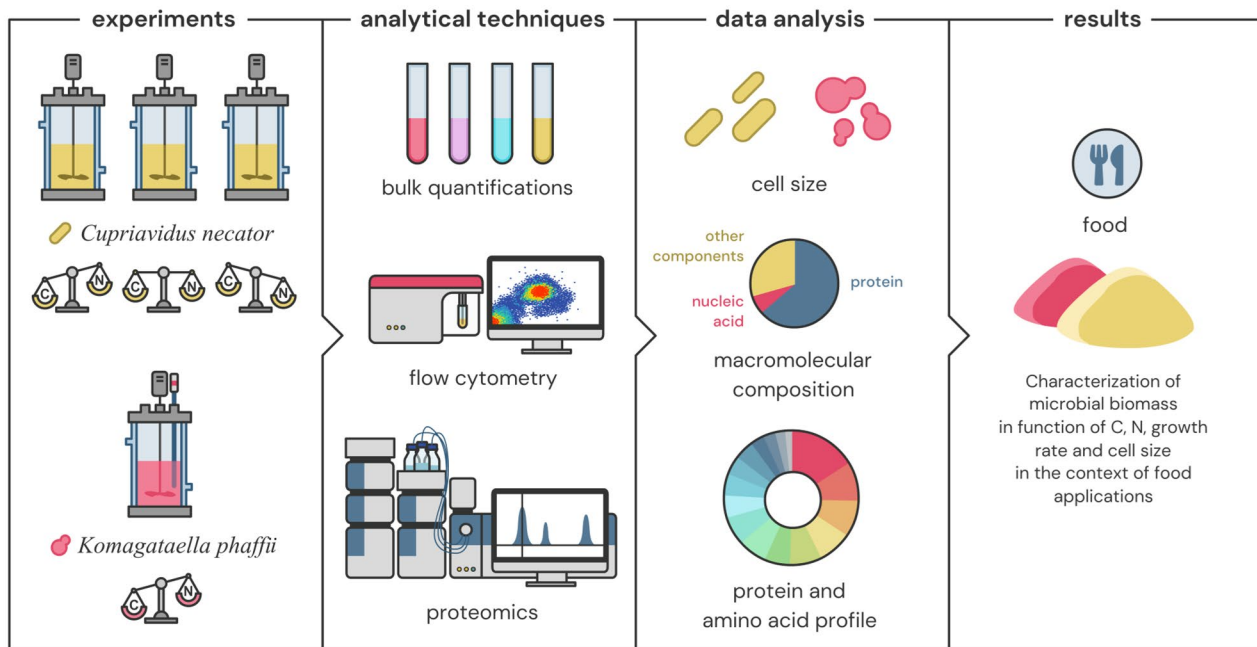 experiments
Cupriavidus necator
C N
C N
C N
Komagataella phaffii
C N
analytical techniques
bulk quantifications
flow cytometry
proteomics
data analysis
cell size
other
components
nucleic
acid
protein
macromolecular
composition
protein and
amino acid profile
results
food
Characterization of
microbial biomass
in function of C, N, growth
rate and cell size
in the context of food
applications